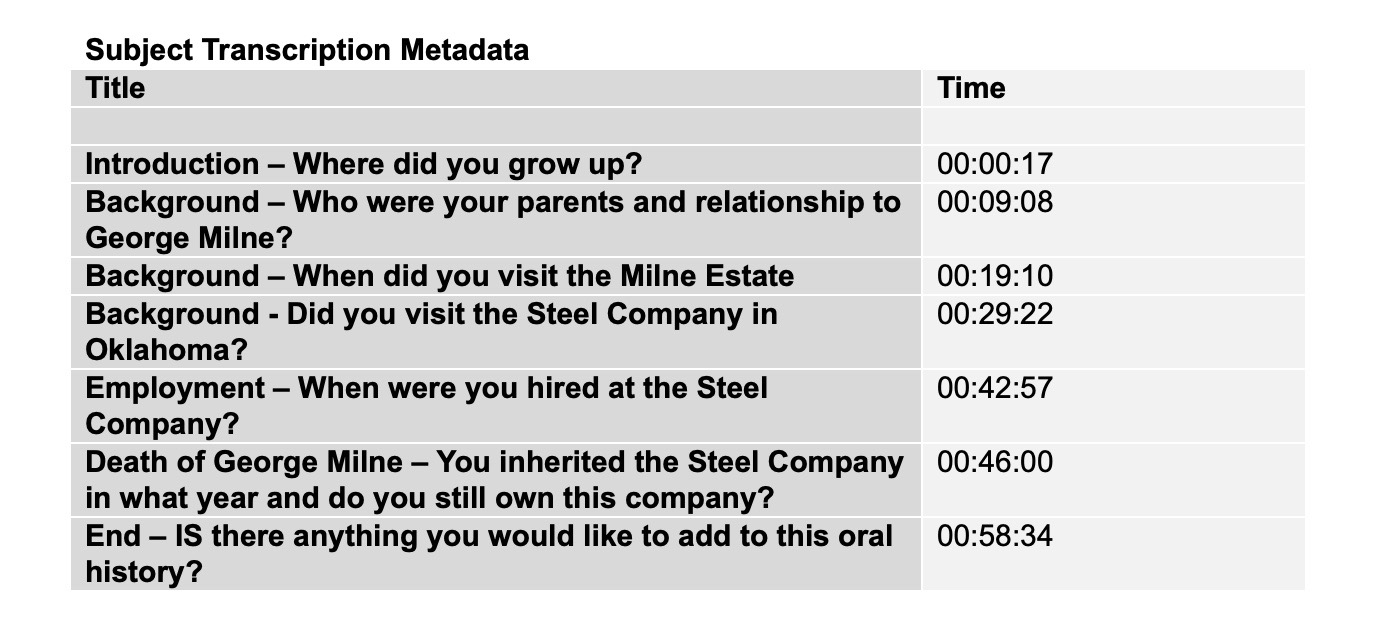 Subject Transcription Metadata
Title Time
Introduction – Where did you grow up? 00:00:17
Background – Who were your parents and relationship to 00:09:08
George Milne?
Background – When did you visit the Milne Estate 00:19:10
Background - Did you visit the Steel Company in 00:29:22
Oklahoma?
Employment – When were you hired at the Steel 00:42:57
Company?
Death of George Milne – You inherited the Steel Company 00:46:00
in what year and do you still own this company?
End – IS there anything you would like to add to this oral 00:58:34
history?